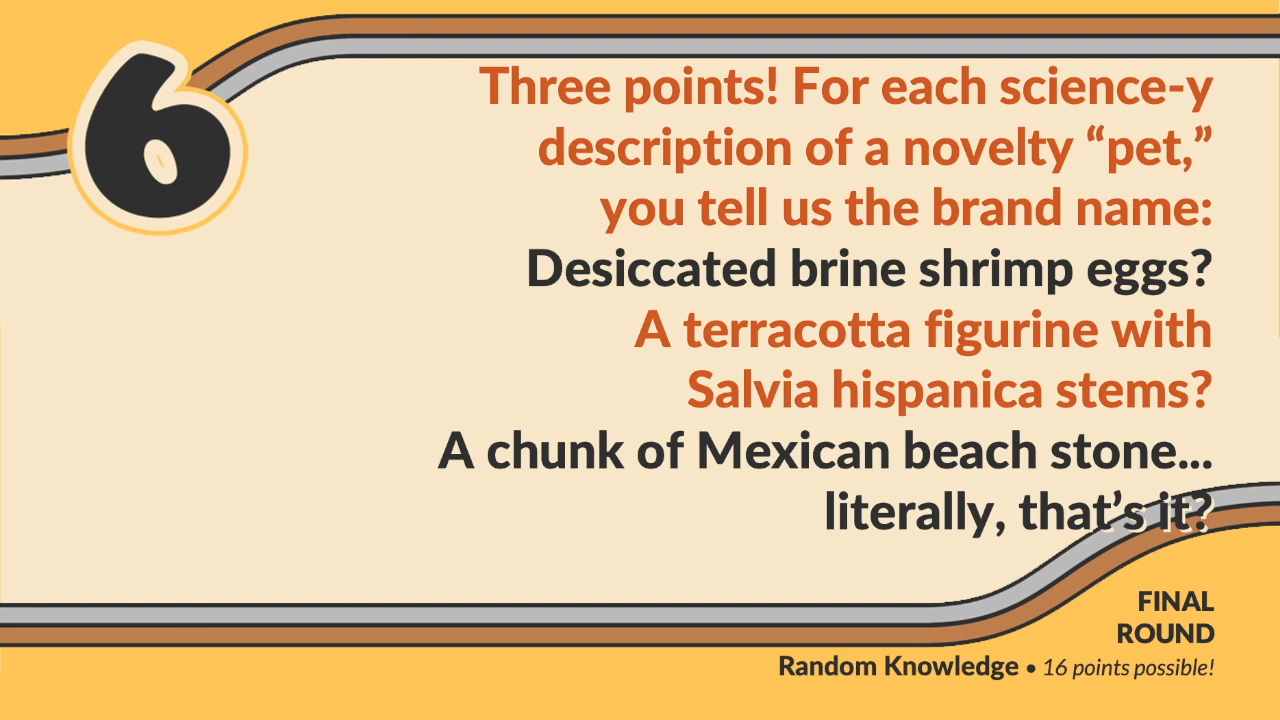 6
Three points! For each science-y
description of a novelty “pet,”
you tell us the brand name:
Desiccated brine shrimp eggs?
A terracotta figurine with
Salvia hispanica stems?
A chunk of Mexican beach stone...
literally, that’s it?
FINAL
ROUND
Random Knowledge • 16 points possible!